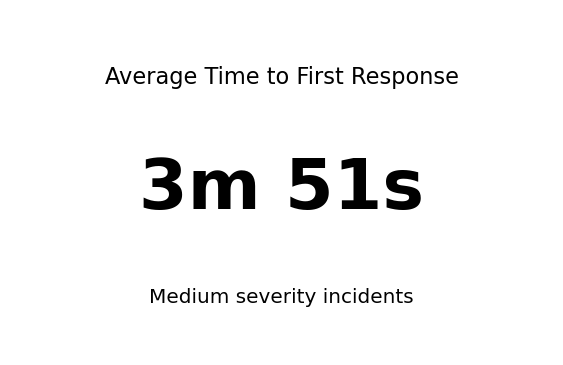 Average Time to First Response
3m 51s
Medium severity incidents